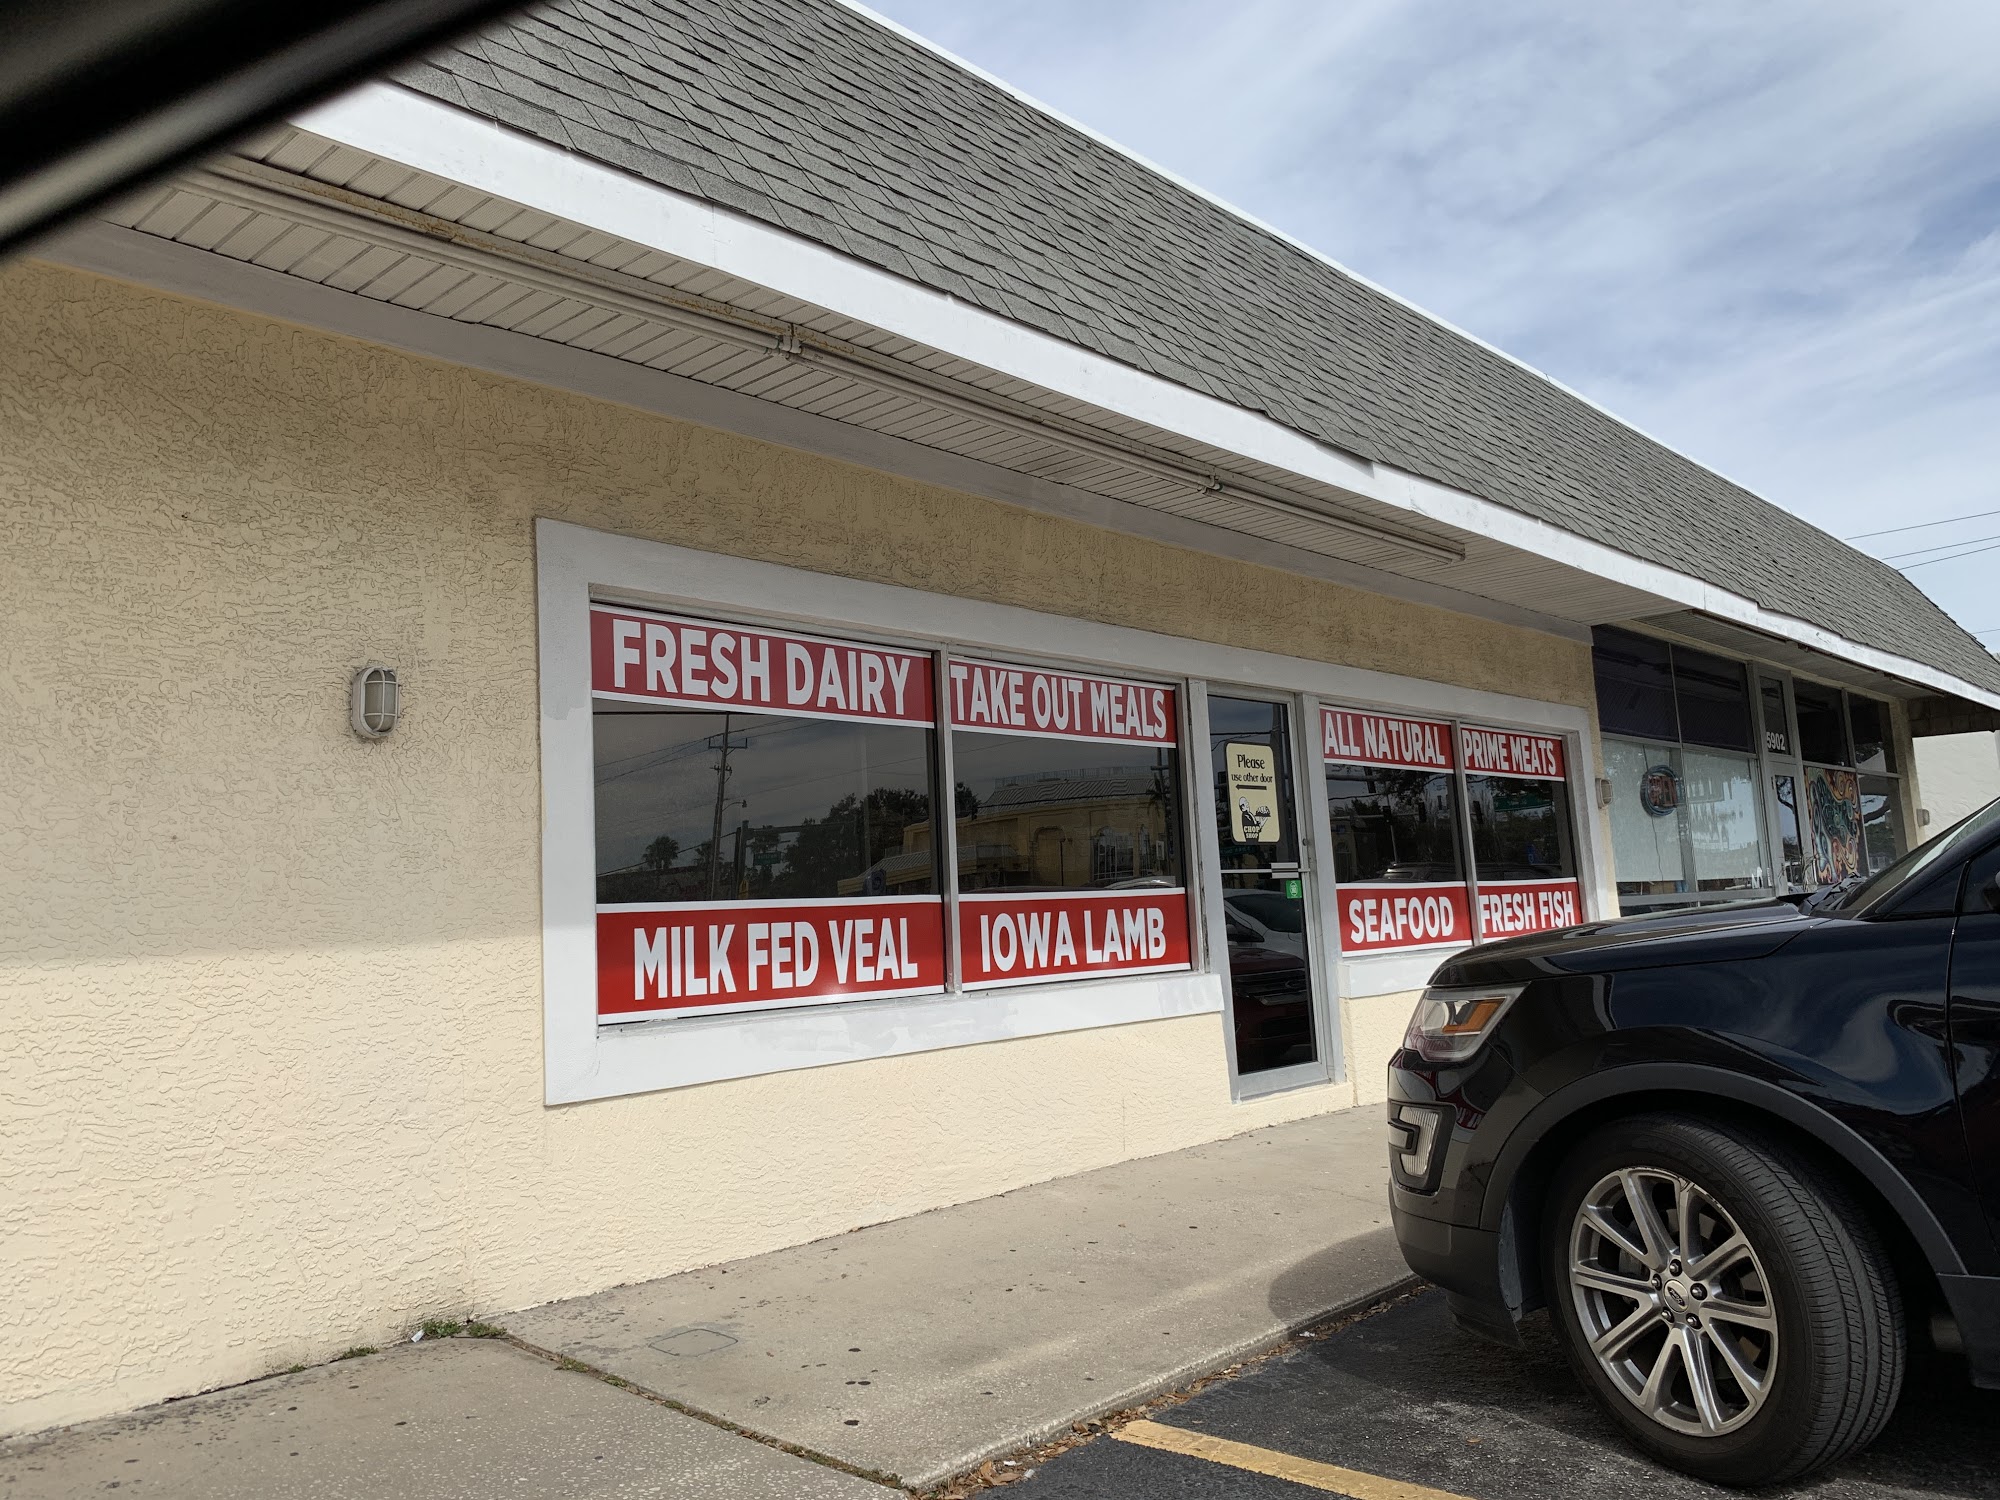 FRESH DAIRY
TAKE OUT MEALS
MILK FED VEAL
IOWA LAMB
Please
use other door
CHOP
SHOP
ALL NATURAL
PRIME MEATS
SEAFOOD
FRESH FISH
5902